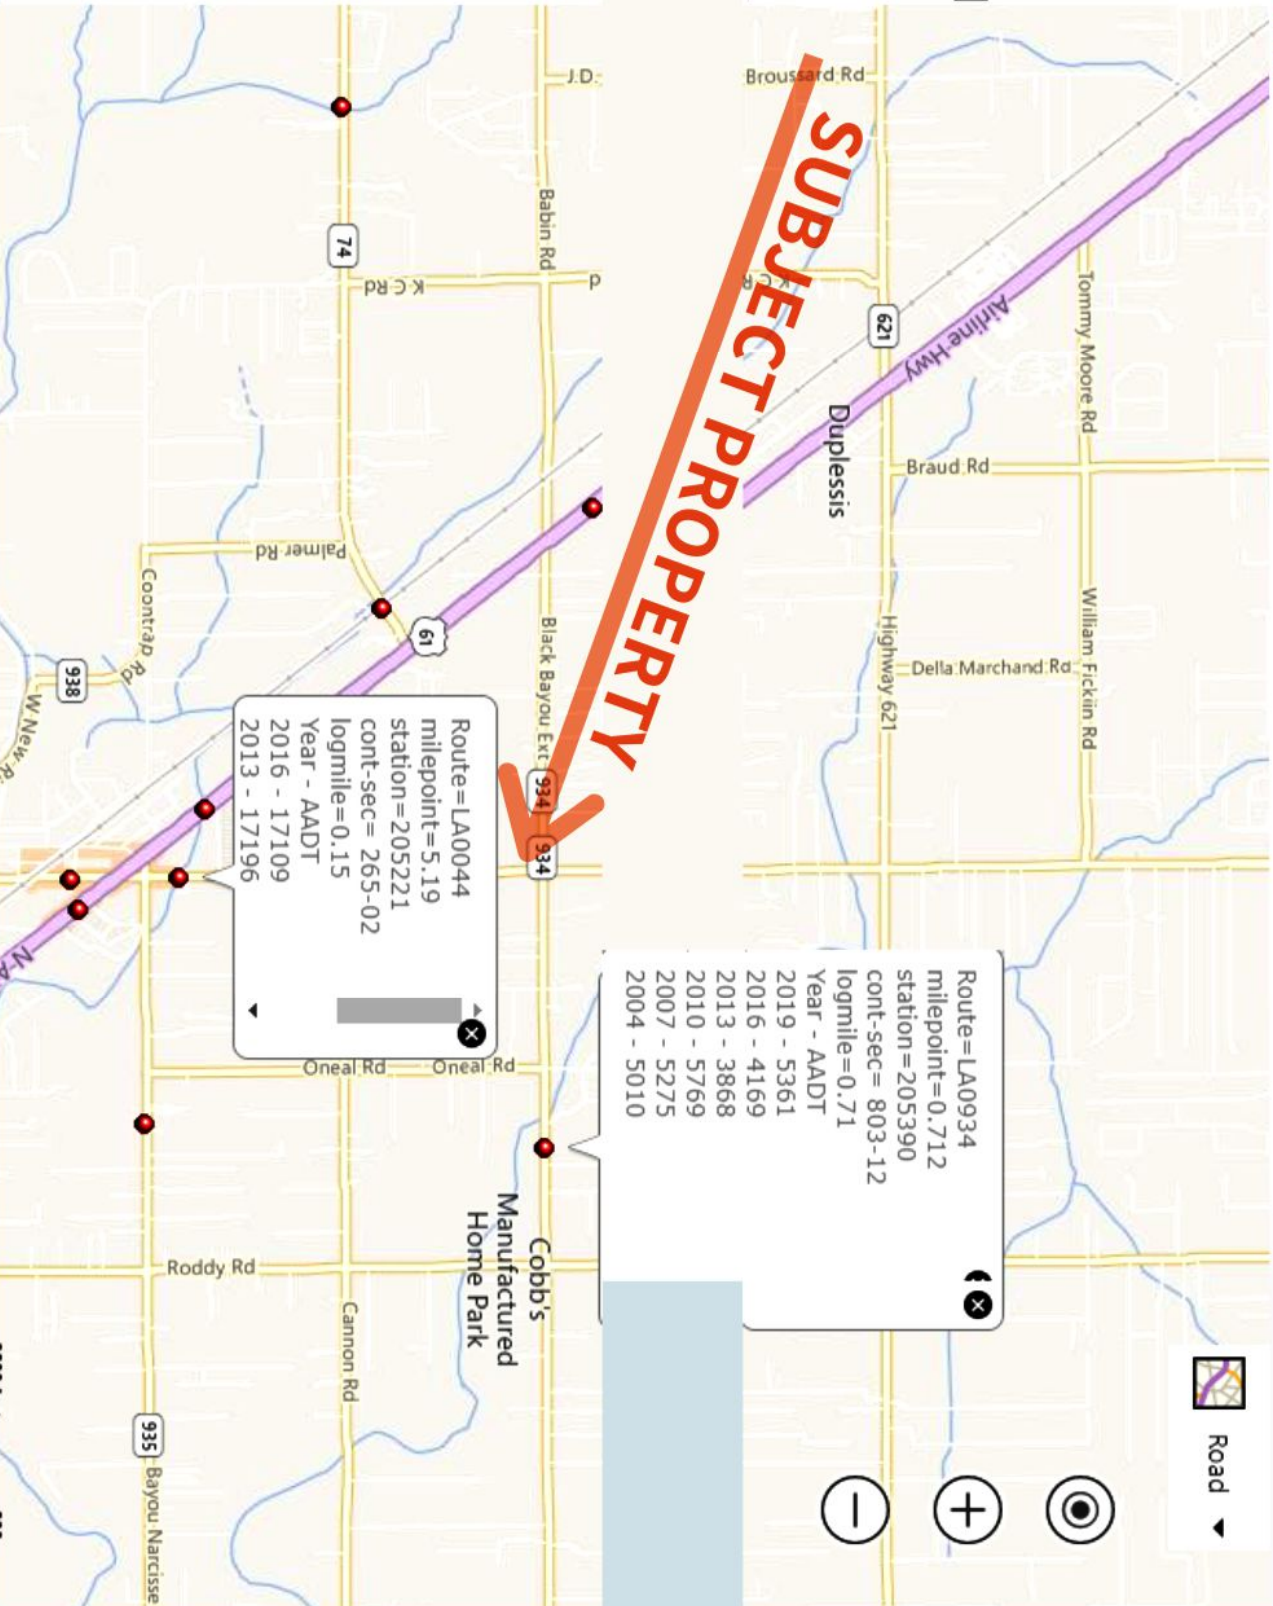 Road
J.D.
Broussard Rd
SUBJECT PROPERTY
Babin Rd
74
K C Rd
d
K C R
621
Airline Hwy
Tommy Moore Rd
Duplessis
Braud Rd
Palmer Rd
Coontrap Rd
938
W New Ri
61
Black Bayou Ext
934
934
Highway 621
Della Marchand Rd
William Ficklin Rd
Route=LA0044
milepoint=5.19
station=205221
cont-sec= 265-02
logmile=0.15
Year - AADT
2016 - 17109
2013 - 17196
N-A
Route=LA0934
milepoint=0.712
station=205390
cont-sec= 803-12
logmile=0.71
Year - AADT
2019 - 5361
2016 - 4169
2013 - 3868
2010 - 5769
2007 - 5275
2004 - 5010
Oneal Rd
Oneal Rd
Cobb's
Manufactured
Home Park
Roddy Rd
Cannon Rd
935
Bayou Narcisse